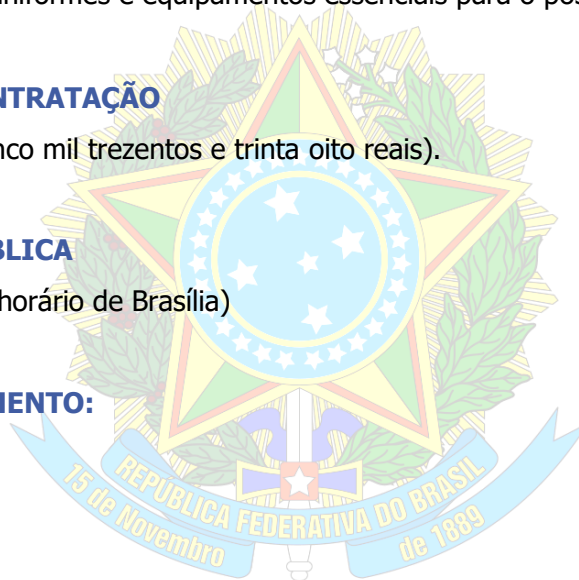 uniformes e equipamentos essenciais para o pos
NTRATAÇÃO
nco mil trezentos e trinta oito reais).
BLICA
horário de Brasília)
MENTO:
REPÚBLICA FEDERATIVA DO BRASIL
15 de Novembro
de 1889